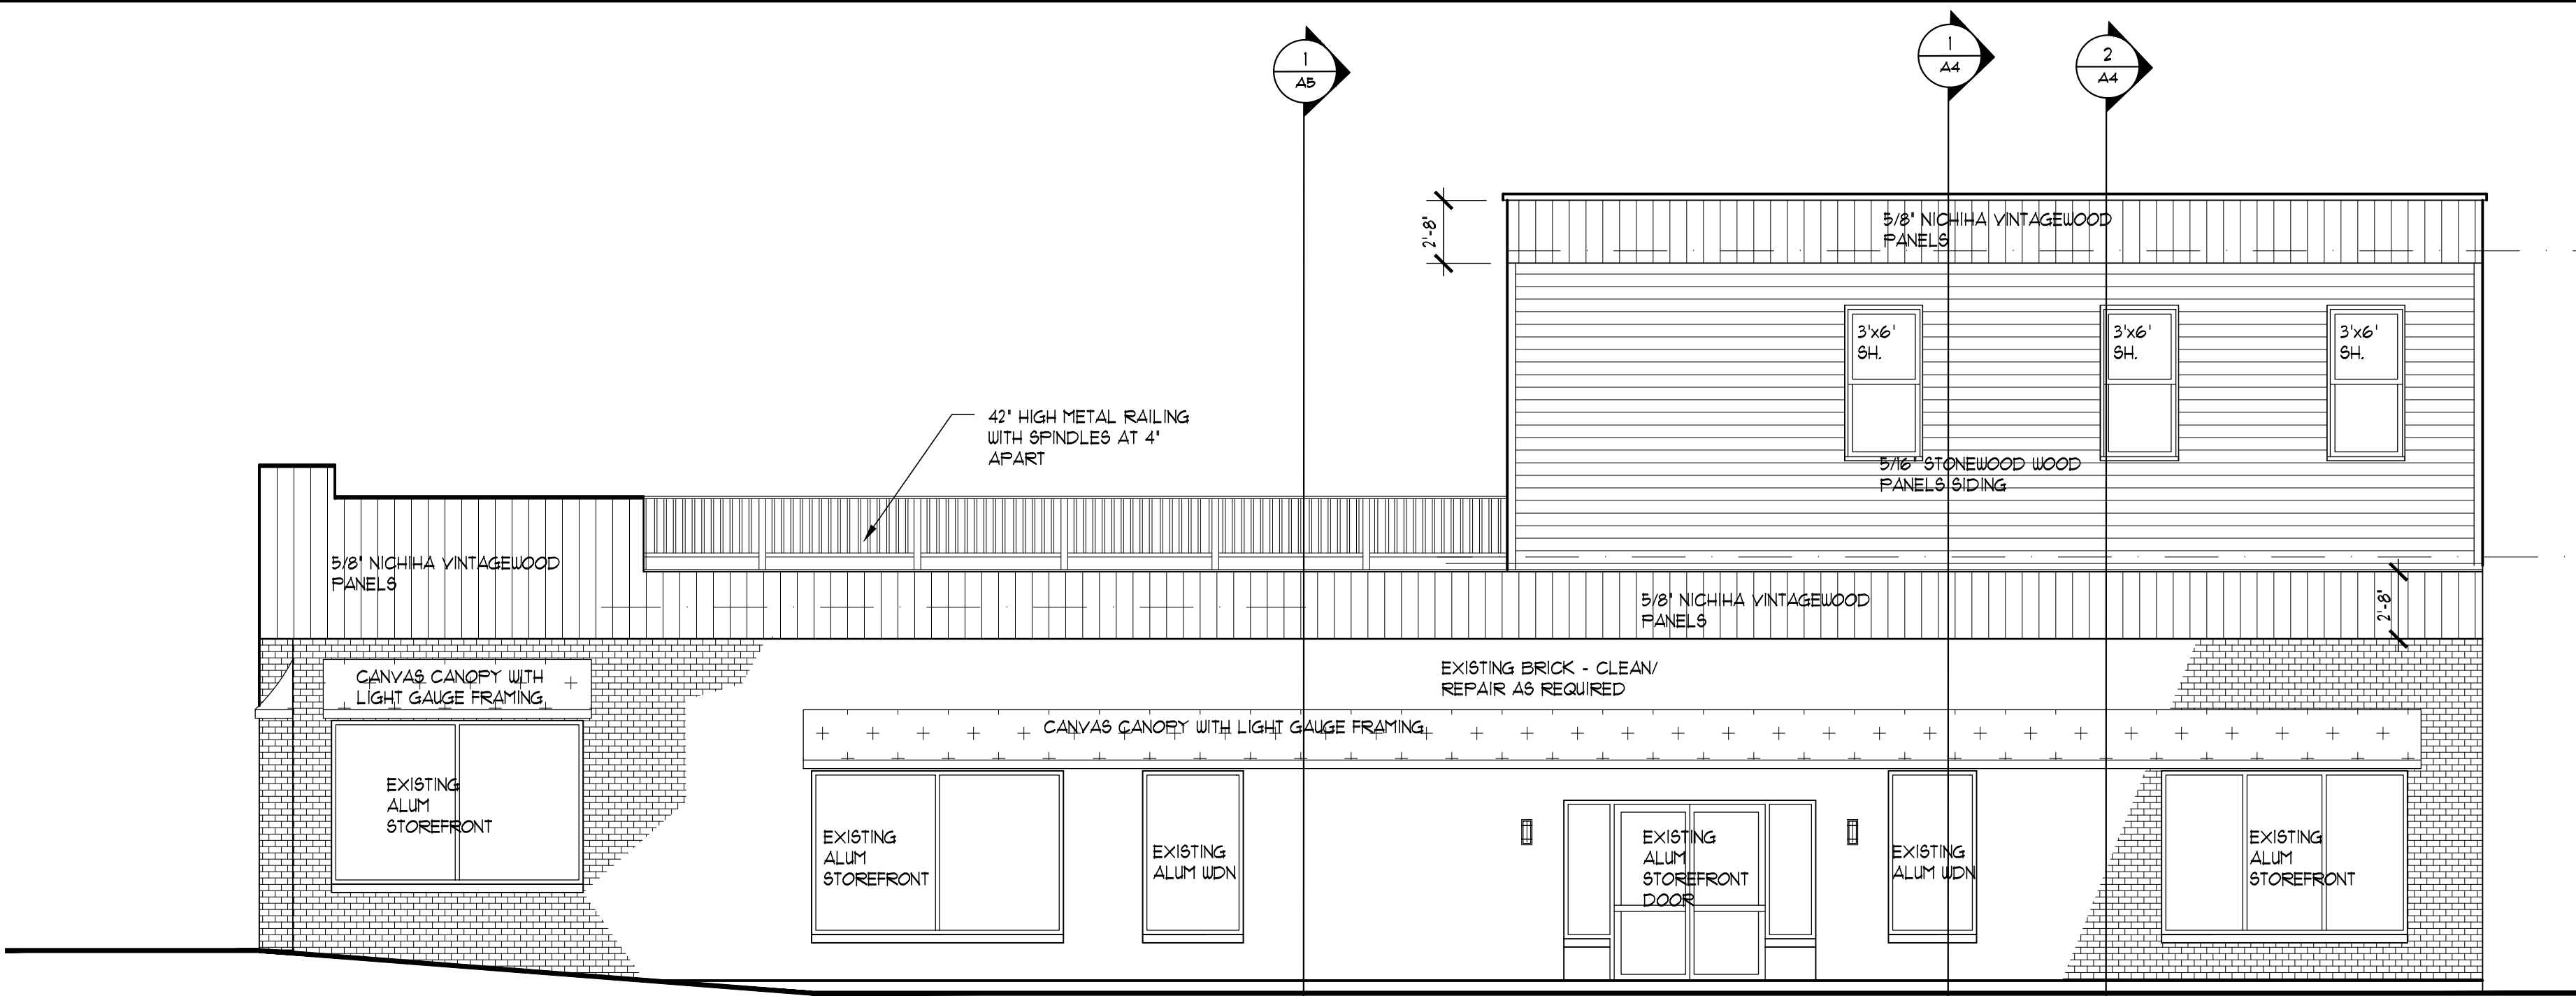 1
A5
1
A4
2
A4
2'-8"
5/8" NICHIHA VINTAGEWOOD
PANELS
3'x6'
SH.
3'x6'
SH.
3'x6'
SH.
42" HIGH METAL RAILING
WITH SPINDLES AT 4"
APART
5/16" STONEWOOD WOOD
PANELS SIDING
5/8" NICHIHA VINTAGEWOOD
PANELS
5/8" NICHIHA VINTAGEWOOD
PANELS
2'-8"
CANVAS CANOPY WITH
LIGHT GAUGE FRAMING
EXISTING BRICK - CLEAN/
REPAIR AS REQUIRED
CANVAS CANOPY WITH LIGHT GAUGE FRAMING
EXISTING
ALUM
STOREFRONT
EXISTING
ALUM
STOREFRONT
EXISTING
ALUM WDN
EXISTING
ALUM
STOREFRONT
DOOR
EXISTING
ALUM WDN
EXISTING
ALUM
STOREFRONT